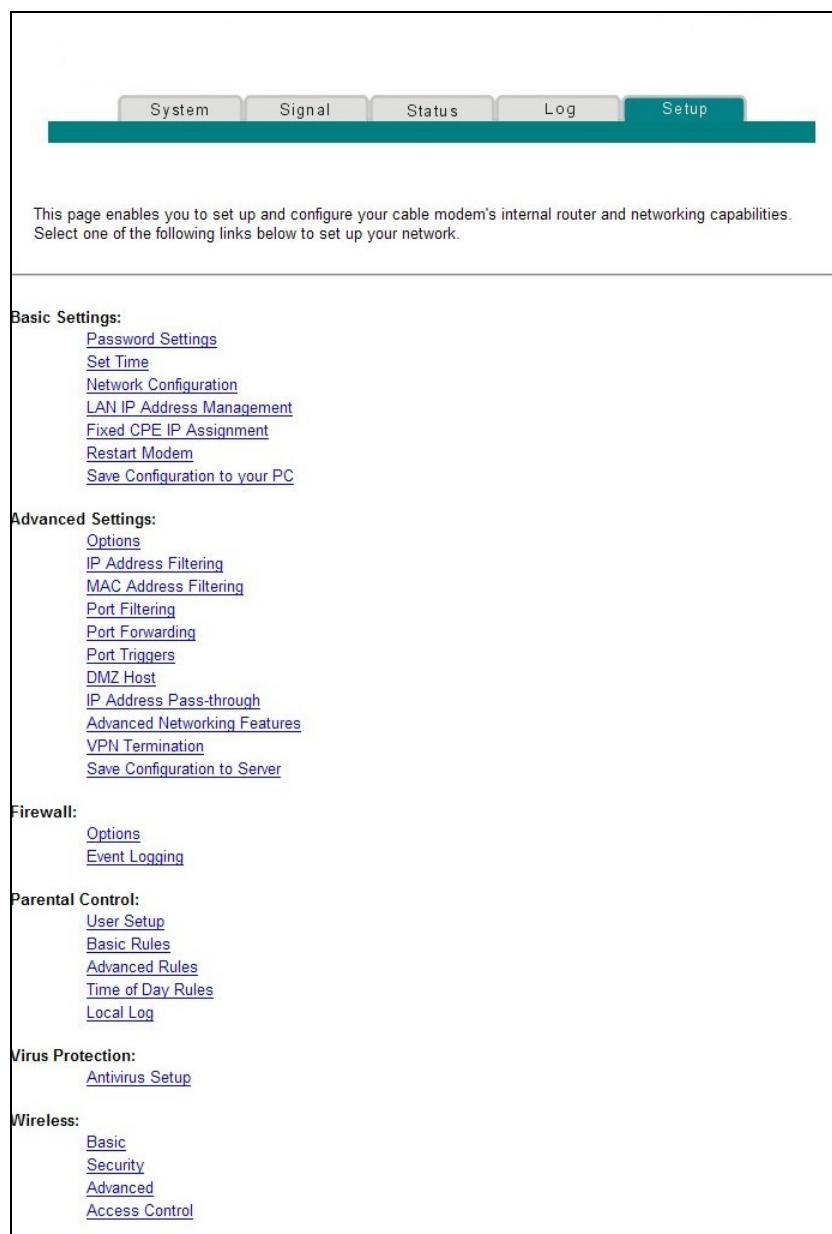 System Signal Status Log Setup
This page enables you to set up and configure your cable modem's internal router and networking capabilities.
Select one of the following links below to set up your network.
Basic Settings:
Password Settings
Set Time
Network Configuration
LAN IP Address Management
Fixed CPE IP Assignment
Restart Modem
Save Configuration to your PC
Advanced Settings:
Options
IP Address Filtering
MAC Address Filtering
Port Filtering
Port Forwarding
Port Triggers
DMZ Host
IP Address Pass-through
Advanced Networking Features
VPN Termination
Save Configuration to Server
Firewall:
Options
Event Logging
Parental Control:
User Setup
Basic Rules
Advanced Rules
Time of Day Rules
Local Log
Virus Protection:
Antivirus Setup
Wireless:
Basic
Security
Advanced
Access Control